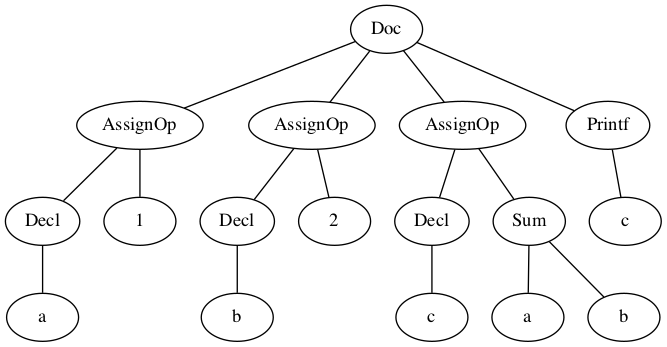 Doc
AssignOp AssignOp AssignOp Printf
Decl 1 Decl 2 Decl Sum c
a b c a b